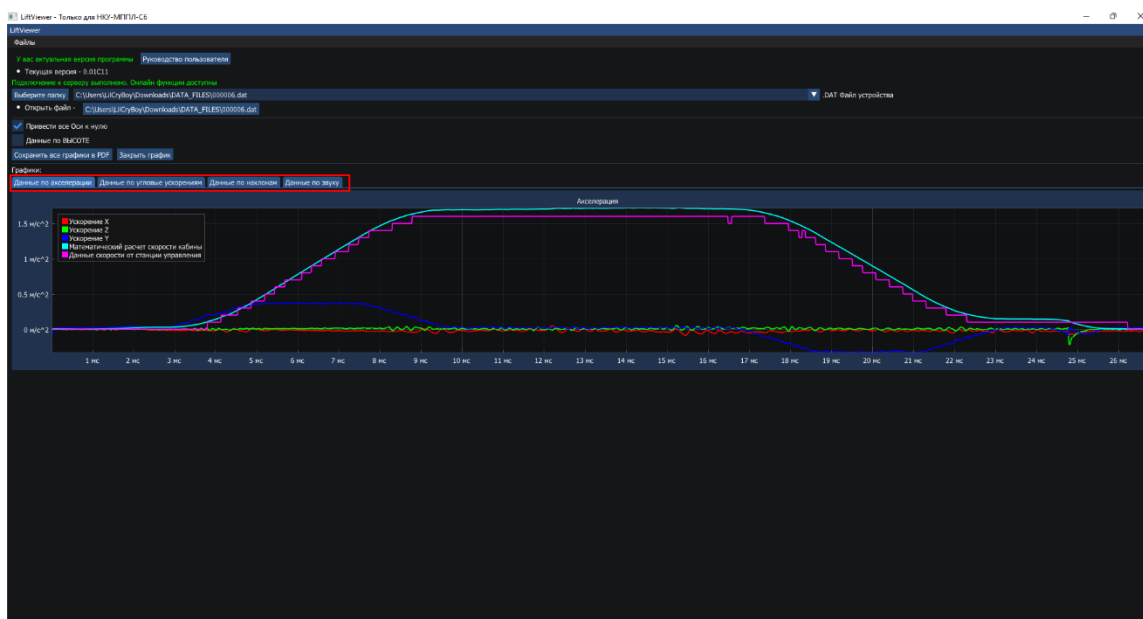 LiftViewer - Только для НКУ-МППЛ-С6
LiftViewer
Файлы
У вас актуальная версия программы Руководство пользователя
Текущая версия - 0.01C11
Подключение к серверу выполнено. Онлайн функции доступны
Выберите папку C:\Users\LilCryBoy\Downloads\DATA_FILES\000006.dat .DAT Файл устройства
Открыть файл - C:\Users\LilCryBoy\Downloads\DATA_FILES\000006.dat
Привести все Оси к нулю
Данные по ВЫСОТЕ
Сохранить все графики в PDF Закрыть график
Графики:
Данные по акселерации Данные по угловые ускорениям Данные по наклонам Данные по звуку
Акселерация
Ускорение X
Ускорение Z
Ускорение Y
Математический расчет скорости кабины
Данные скорости от станции управления
1.5 м/с^2
1 м/с^2
0.5 м/с^2
0 м/с^2
1 мс 2 мс 3 мс 4 мс 5 мс 6 мс 7 мс 8 мс 9 мс 10 мс 11 мс 12 мс 13 мс 14 мс 15 мс 16 мс 17 мс 18 мс 19 мс 20 мс 21 мс 22 мс 23 мс 24 мс 25 мс 26 мс